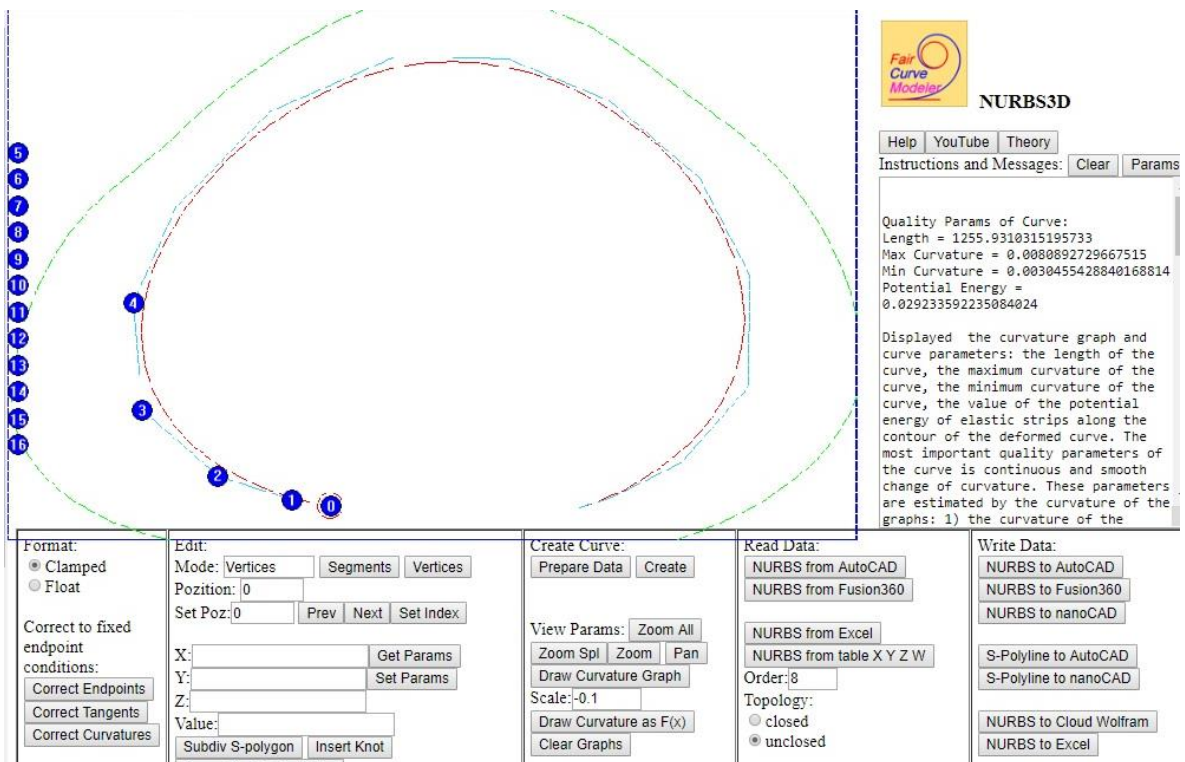 Fair
Curve
Modeler
NURBS3D
Help YouTube Theory
Instructions and Messages: Clear Params
Quality Params of Curve:
Length = 1255.9310315195733
Max Curvature = 0.0080892729667515
Min Curvature = 0.0030455428840168814
Potential Energy =
0.029233592235084024
Displayed the curvature graph and
curve parameters: the length of the
curve, the maximum curvature of the
curve, the minimum curvature of the
curve, the value of the potential
energy of elastic strips along the
contour of the deformed curve. The
most important quality parameters of
the curve is continuous and smooth
change of curvature. These parameters
are estimated by the curvature of the
graphs: 1) the curvature of the
5
6
7
8
9
10
11
12
13
14
15
16
4
3
2
1
0
Format:
Clamped
Float
Correct to fixed
endpoint
conditions:
Correct Endpoints
Correct Tangents
Correct Curvatures
Edit:
Mode: Vertices Segments Vertices
Pozition: 0
Set Poz: 0 Prev Next Set Index
X: Get Params
Y: Set Params
Z:
Value:
Subdiv S-polygon Insert Knot
Create Curve:
Prepare Data Create
View Params: Zoom All
Zoom Spl Zoom Pan
Draw Curvature Graph
Scale: -0.1
Draw Curvature as F(x)
Clear Graphs
Read Data:
NURBS from AutoCAD
NURBS from Fusion360
NURBS from Excel
NURBS from table X Y Z W
Order: 8
Topology:
closed
unclosed
Write Data:
NURBS to AutoCAD
NURBS to Fusion360
NURBS to nanoCAD
S-Polyline to AutoCAD
S-Polyline to nanoCAD
NURBS to Cloud Wolfram
NURBS to Excel